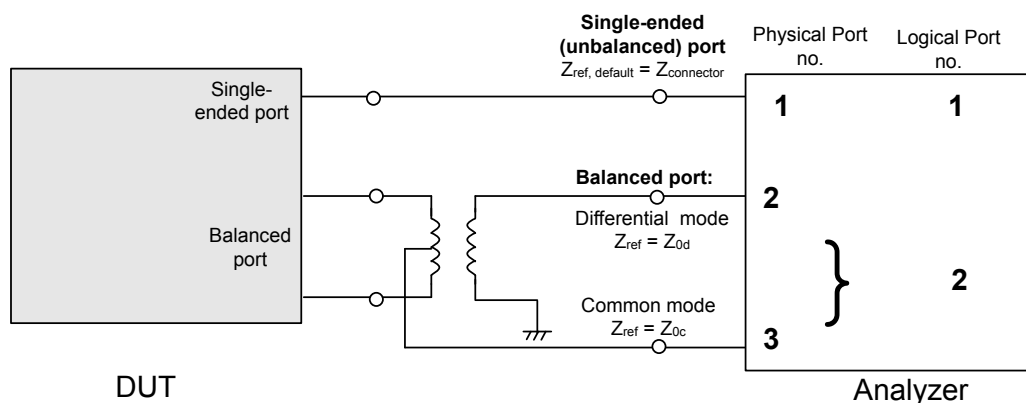 Single-ended
(unbalanced) port
Zref, default = Zconnector
Physical Port
no.
Logical Port
no.
Single-
ended port
1
1
Balanced port:
2
Differential mode
Zref = Z0d
Balanced
port
2
Common mode
Zref = Z0c
3
DUT
Analyzer